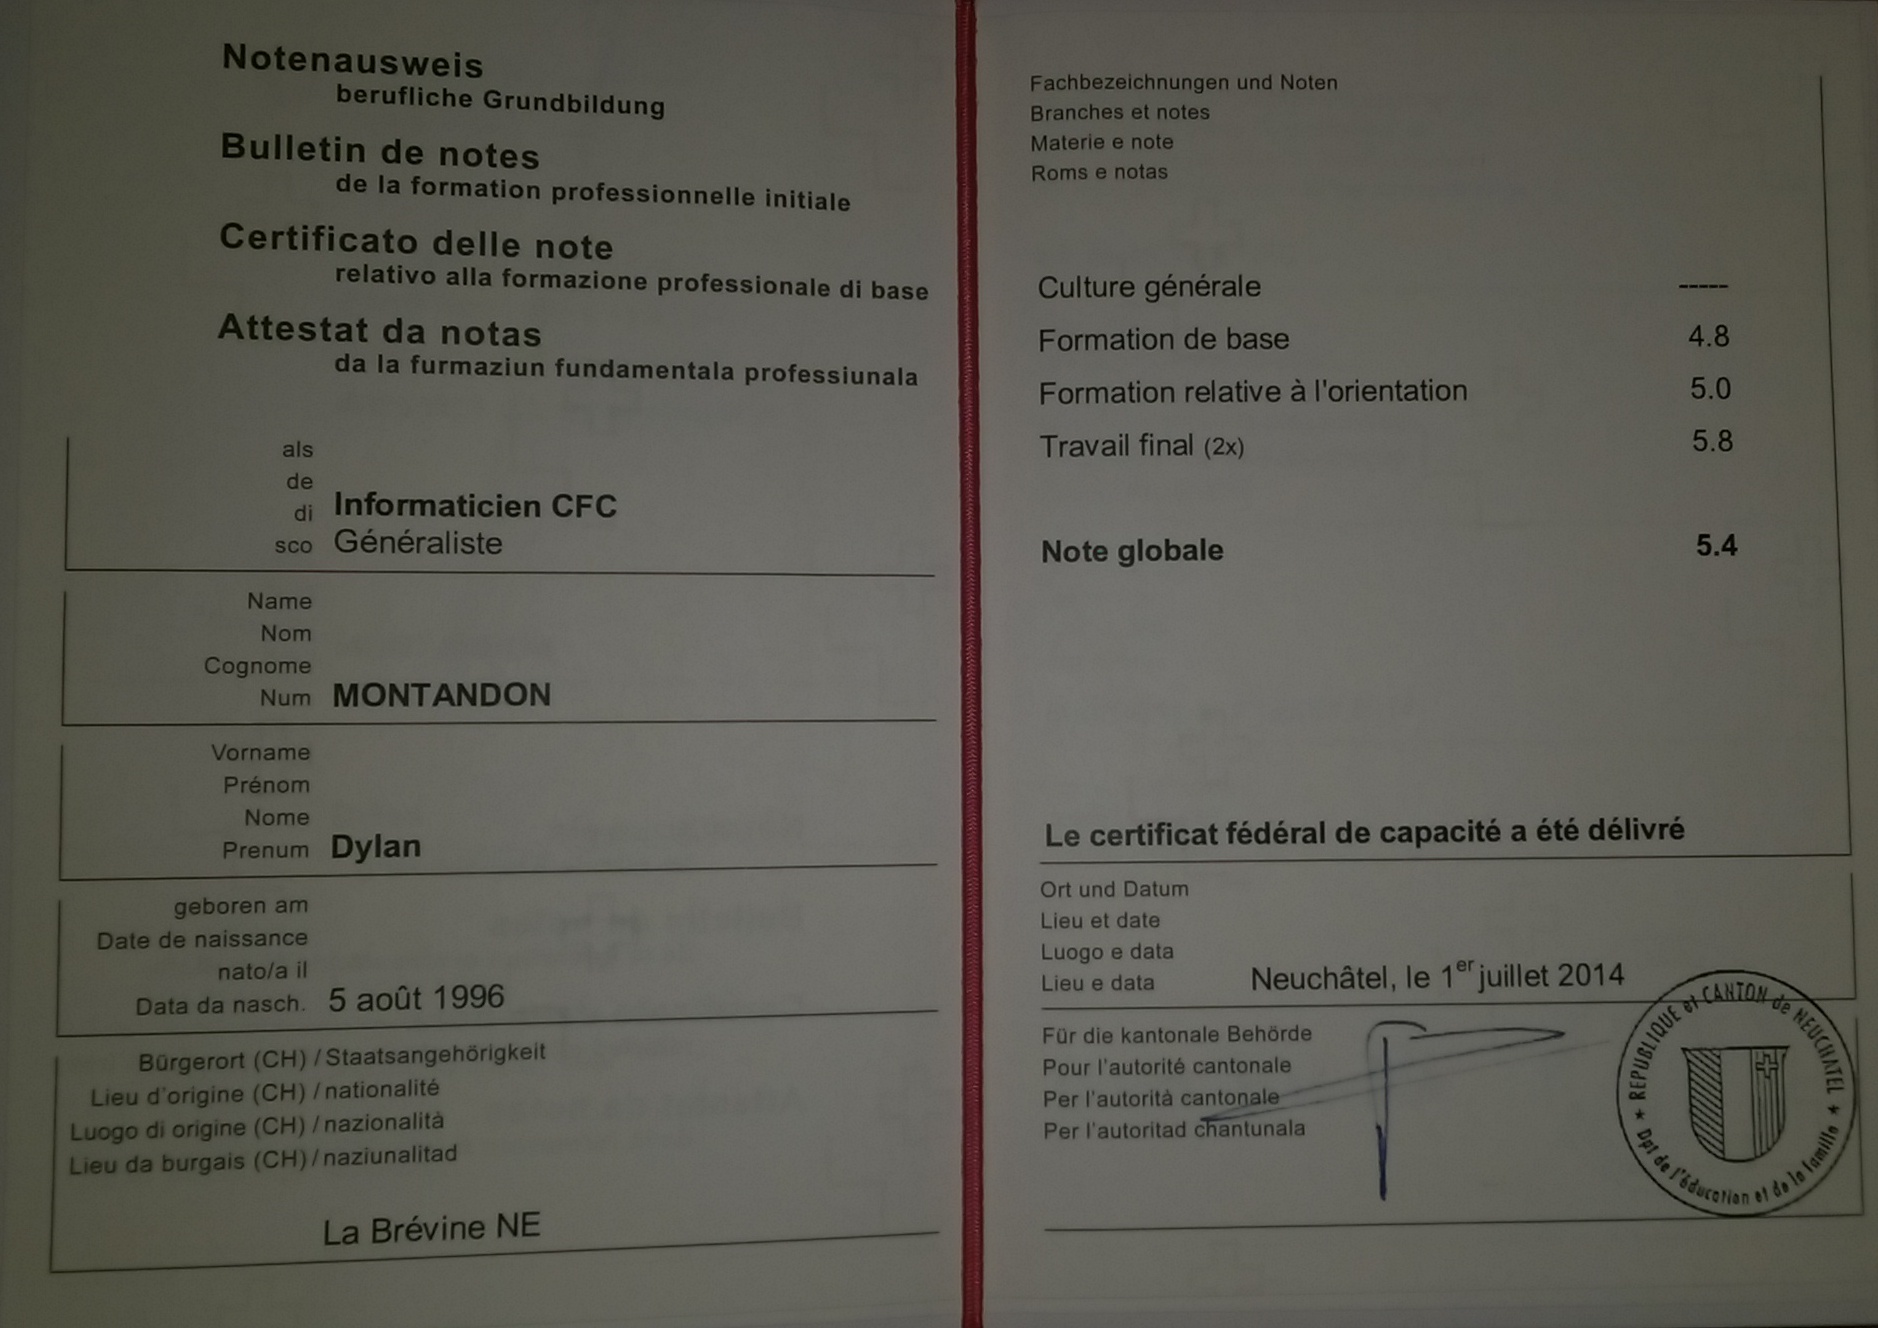 Notenausweis
berufliche Grundbildung
Bulletin de notes
de la formation professionnelle initiale
Certificato delle note
relativo alla formazione professionale di base
Attestat da notas
da la furmaziun fundamentala professiunala
als
de
di Informaticien CFC
sco Généraliste
Name
Nom
Cognome
Num MONTANDON
Vorname
Prénom
Nome
Prenum Dylan
geboren am
Date de naissance
nato/a il
Data da nasch. 5 août 1996
Bürgerort (CH) / Staatsangehörigkeit
Lieu d'origine (CH) / nationalité
Luogo di origine (CH) / nazionalità
Lieu da burgais (CH) / naziunalitad
La Brévine NE
Fachbezeichnungen und Noten
Branches et notes
Materie e note
Roms e notas
Culture générale -----
Formation de base 4.8
Formation relative à l'orientation 5.0
Travail final (2x) 5.8
Note globale 5.4
Le certificat fédéral de capacité a été délivré
Ort und Datum
Lieu et date
Luogo e data
Lieu e data Neuchâtel, le 1er juillet 2014
Für die kantonale Behörde
Pour l'autorité cantonale
Per l'autorità cantonale
Per l'autoritad chantunala
REPUBLIQUE et CANTON de NEUCHATEL
Dpt de l'éducation et de la famille